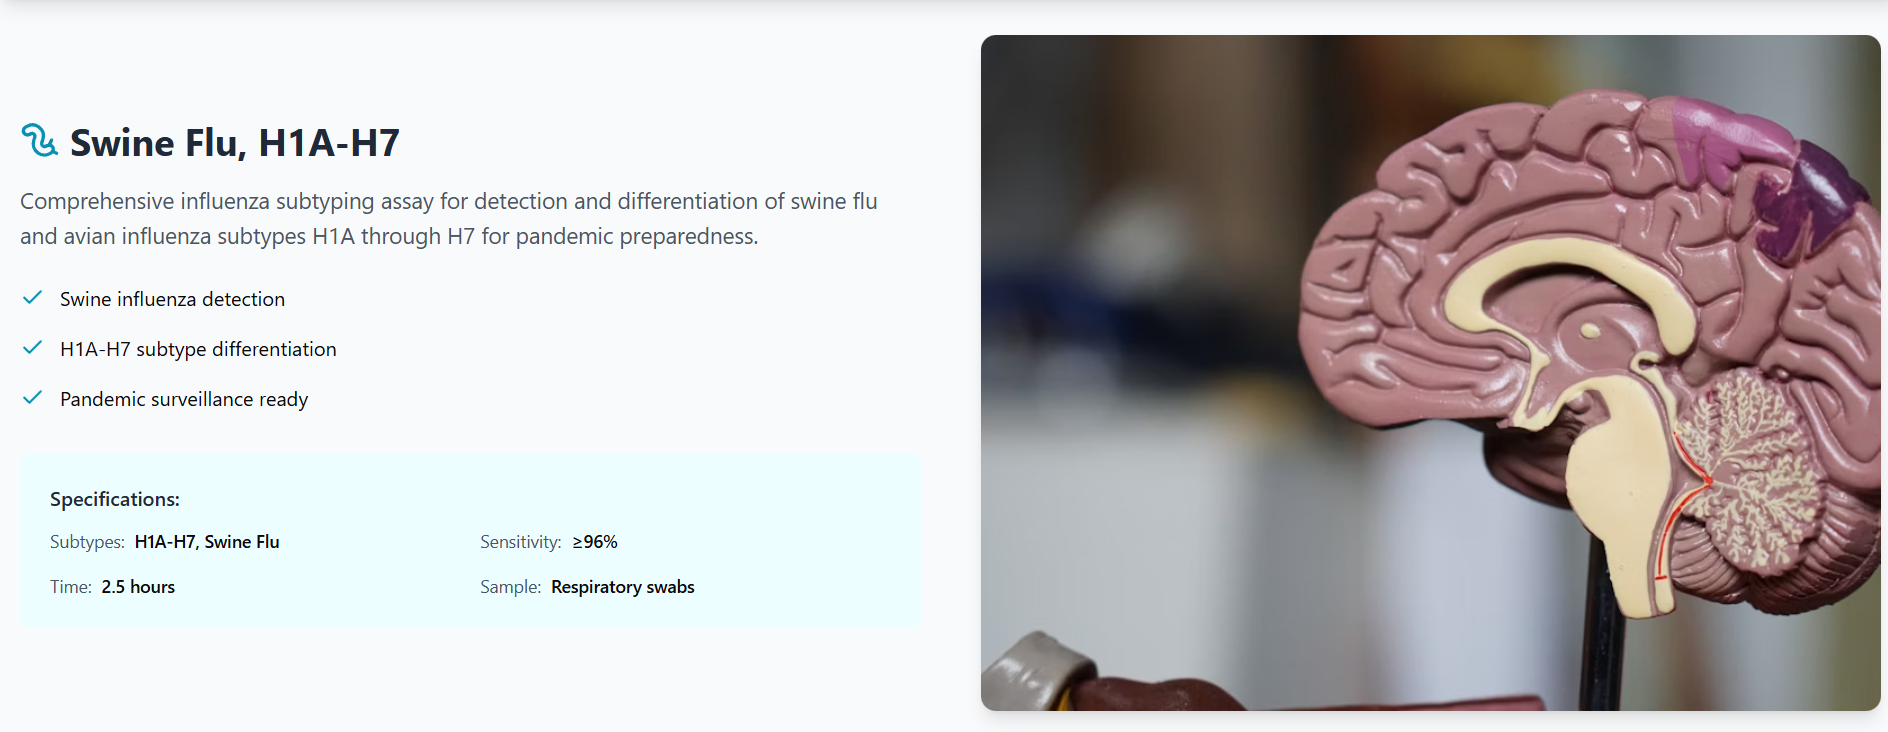 Swine Flu, H1A-H7
Comprehensive influenza subtyping assay for detection and differentiation of swine flu
and avian influenza subtypes H1A through H7 for pandemic preparedness.
Swine influenza detection
H1A-H7 subtype differentiation
Pandemic surveillance ready
Specifications:
Subtypes: H1A-H7, Swine Flu
Sensitivity: ≥96%
Time: 2.5 hours
Sample: Respiratory swabs